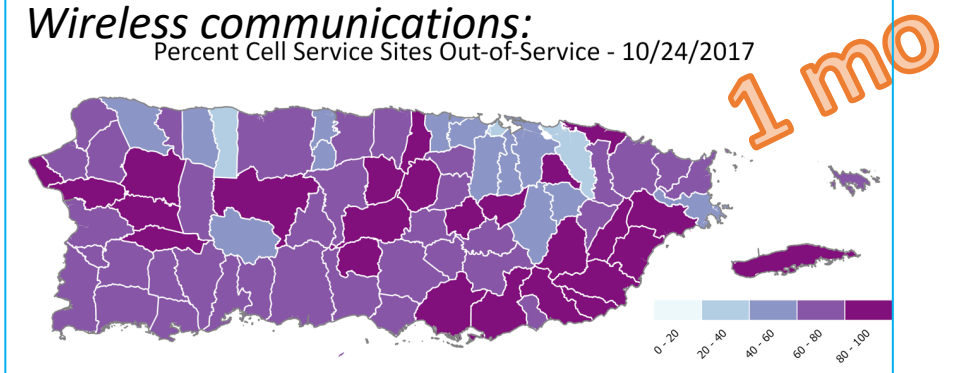 Wireless communications:
Percent Cell Service Sites Out-of-Service - 10/24/2017
1 mo
0 - 20
20 - 40
40 - 60
60 - 80
80 - 100